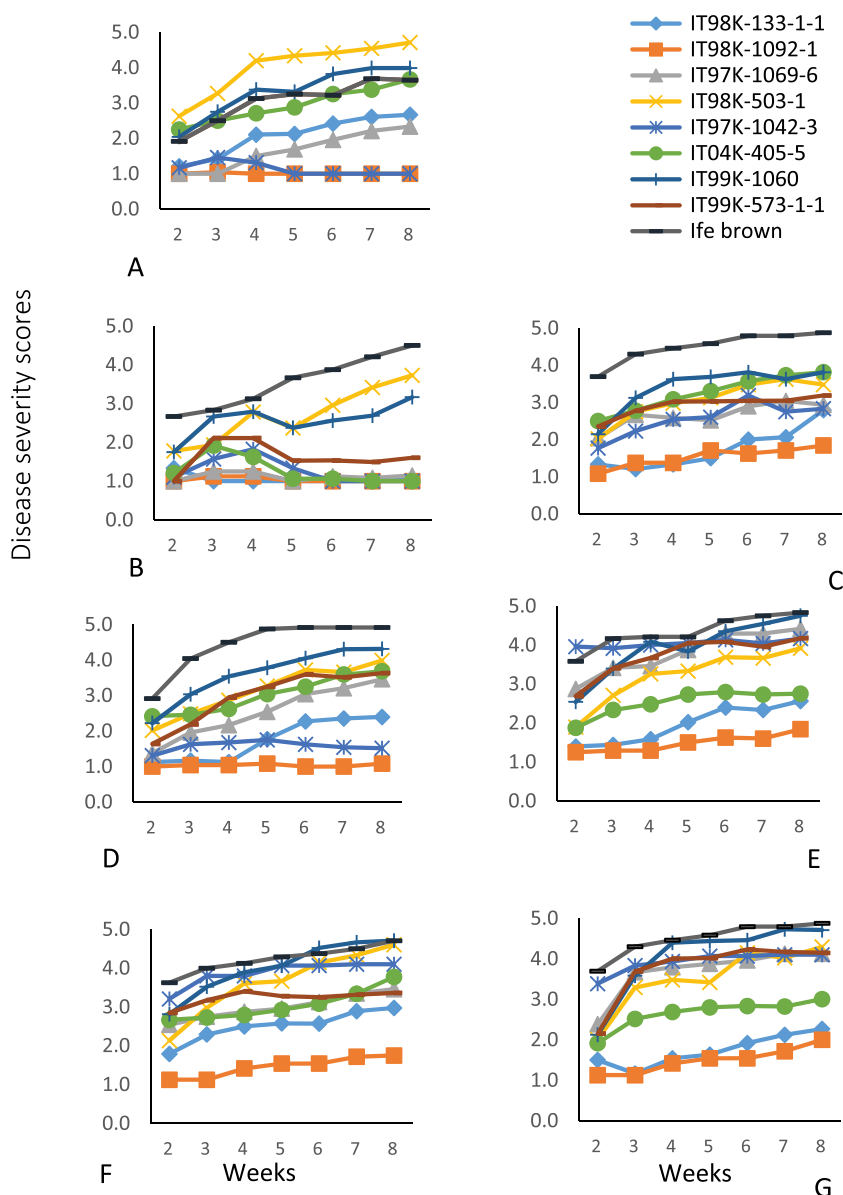 5.0
4.0
3.0
2.0
1.0
0.0
2 3 4 5 6 7 8
A
IT98K-133-1-1
IT98K-1092-1
IT97K-1069-6
IT98K-503-1
IT97K-1042-3
IT04K-405-5
IT99K-1060
IT99K-573-1-1
Ife brown
Disease severity scores
5.0
4.0
3.0
2.0
1.0
0.0
2 3 4 5 6 7 8
B
5.0
4.0
3.0
2.0
1.0
0.0
2 3 4 5 6 7 8
C
5.0
4.0
3.0
2.0
1.0
0.0
2 3 4 5 6 7 8
D
5.0
4.0
3.0
2.0
1.0
0.0
2 3 4 5 6 7 8
E
5.0
4.0
3.0
2.0
1.0
0.0
2 3 4 5 6 7 8
F
Weeks
5.0
4.0
3.0
2.0
1.0
0.0
2 3 4 5 6 7 8
Weeks
G